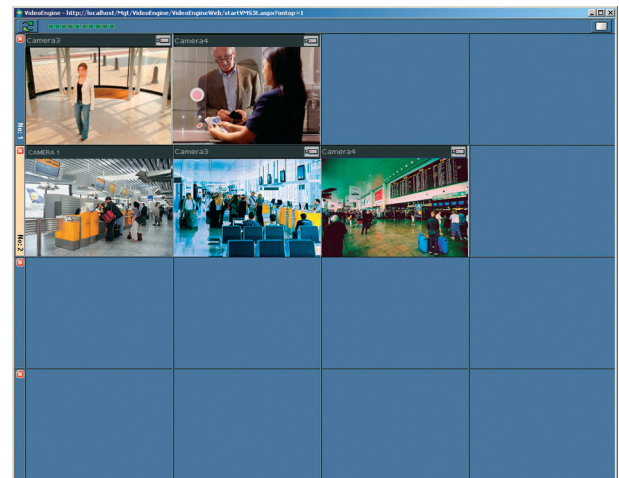 VideoEngine - http://localhost/Mgt/VideoEngine/VideoEngineWeb/startVMS3t.aspx?ontop=1
Camera3
Camera4
No: 1
CAMERA 1
Camera3
Camera4
No: 2